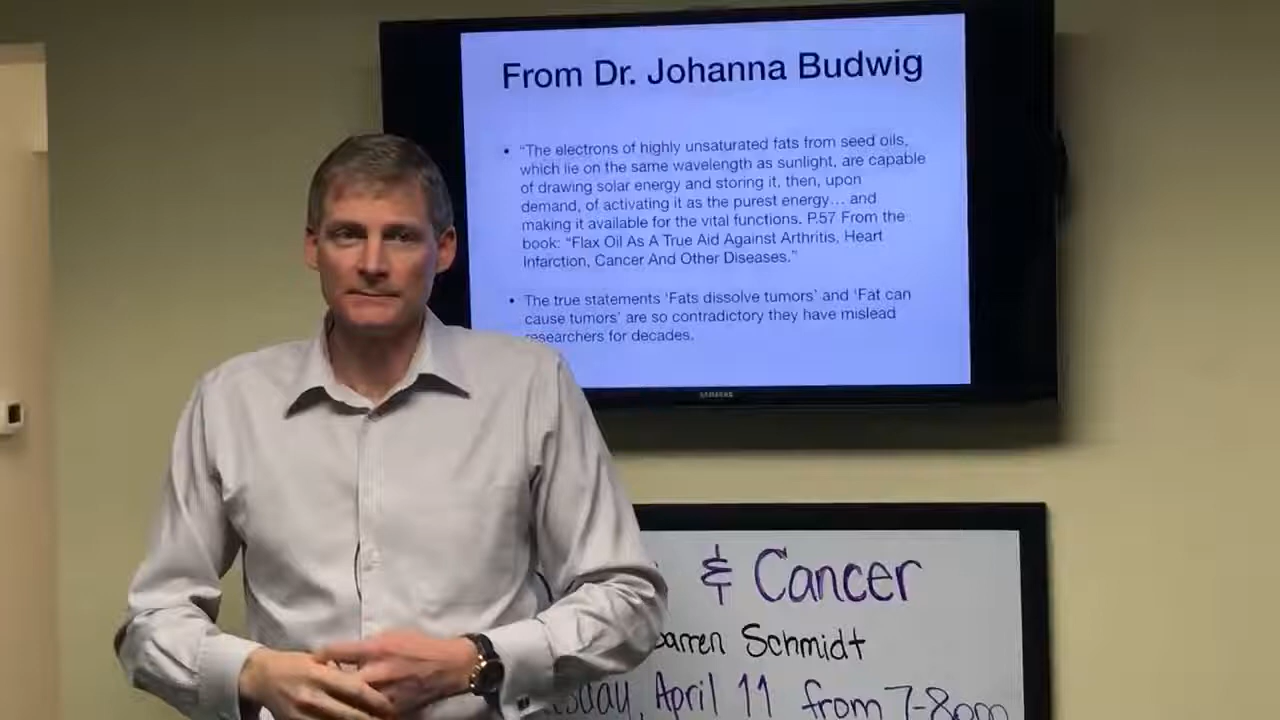 From Dr. Johanna Budwig
• “The electrons of highly unsaturated fats from seed oils,
which lie on the same wavelength as sunlight, are capable
of drawing solar energy and storing it, then, upon
demand, of activating it as the purest energy… and
making it available for the vital functions. P.57 From the
book: “Flax Oil As A True Aid Against Arthritis, Heart
Infarction, Cancer And Other Diseases.”
• The true statements ‘Fats dissolve tumors’ and ‘Fat can
cause tumors’ are so contradictory they have mislead
researchers for decades.
SAMSUNG
& Cancer
Schmidt
April 11 from 7-8pm